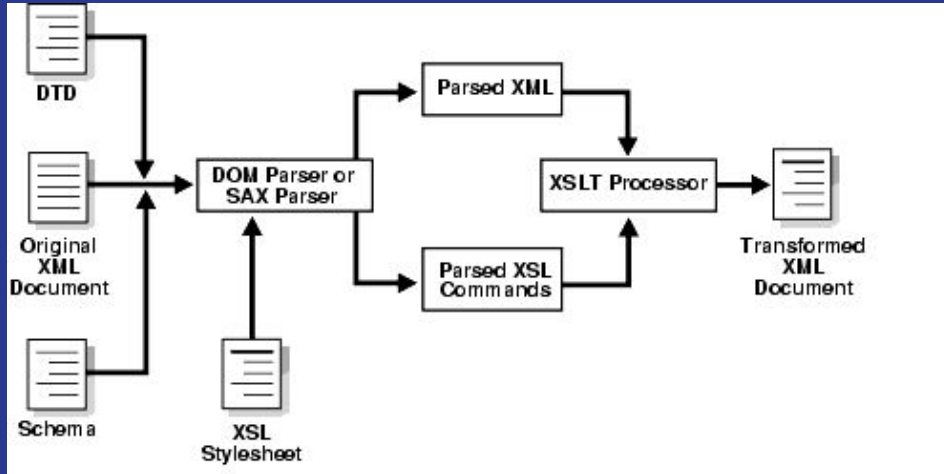 DTD
Original
XML
Document
Schema
DOM Parser or
SAX Parser
XSL
Stylesheet
Parsed XML
Parsed XSL
Commands
XSLT Processor
Transformed
XML
Document